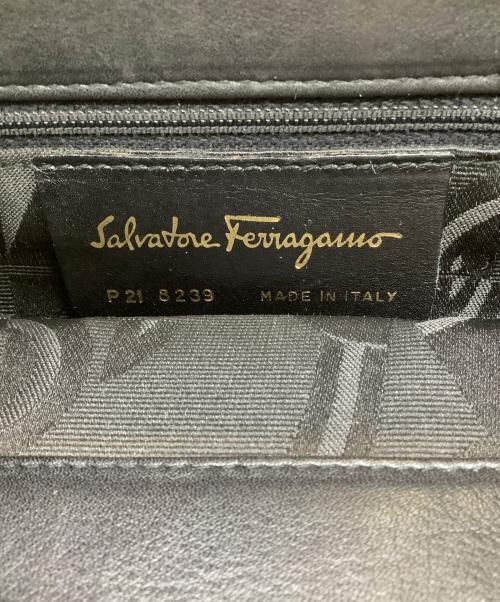 Salvatore Ferragamo
P21 8239 MADE IN ITALY